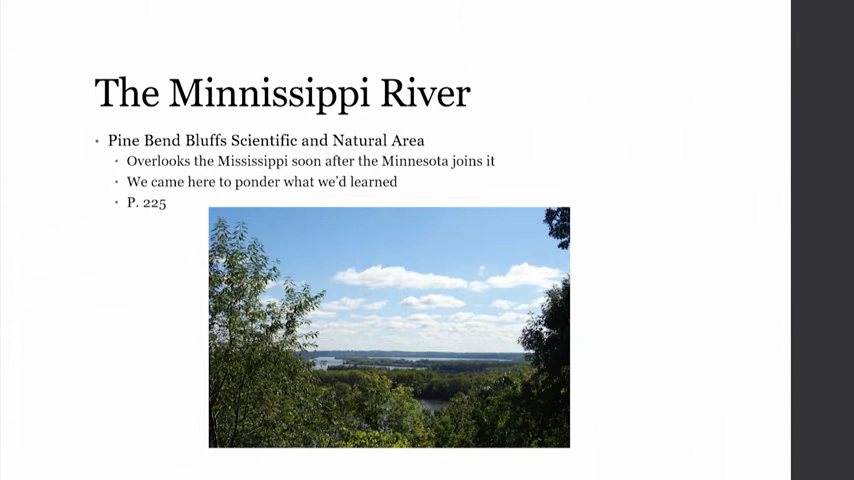 The Minnissippi River
• Pine Bend Bluffs Scientific and Natural Area
• Overlooks the Mississippi soon after the Minnesota joins it
• We came here to ponder what we'd learned
• P. 225